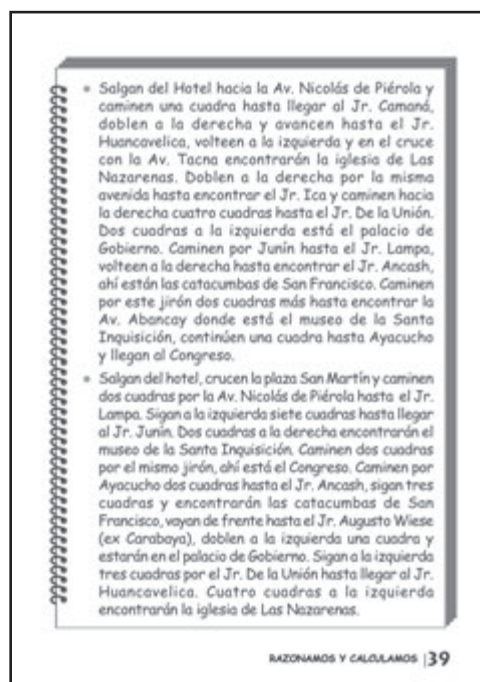 • Salgan del Hotel hacia la Av. Nicolás de Piérola y
caminen una cuadra hasta llegar al Jr. Camaná,
doblen a la derecha y avancen hasta el Jr.
Huancavelica, volteen a la izquierda y en el cruce
con la Av. Tacna encontrarán la iglesia de Las
Nazarenas. Doblen a la derecha por la misma
avenida hasta encontrar el Jr. Ica y caminen hacia
la derecha cuatro cuadras hasta el Jr. De la Unión.
Dos cuadras a la izquierda está el palacio de
Gobierno. Caminen por Junín hasta el Jr. Lampa,
volteen a la derecha hasta encontrar el Jr. Ancash,
ahí están las catacumbas de San Francisco. Caminen
por este jirón dos cuadras más hasta encontrar la
Av. Abancay donde está el museo de la Santa
Inquisición, continúen una cuadra hasta Ayacucho
y llegan al Congreso.
• Salgan del hotel, crucen la plaza San Martín y caminen
dos cuadras por la Av. Nicolás de Piérola hasta el Jr.
Lampa. Sigan a la izquierda siete cuadras hasta llegar
al Jr. Junín. Dos cuadras a la derecha encontrarán el
museo de la Santa Inquisición. Caminen dos cuadras
por el mismo jirón, ahí está el Congreso. Caminen por
Ayacucho dos cuadras hasta el Jr. Ancash, sigan tres
cuadras y encontrarán las catacumbas de San
Francisco, vayan de frente hasta el Jr. Augusto Wiese
(ex Carabaya), doblen a la izquierda una cuadra y
estarán en el palacio de Gobierno. Sigan a la izquierda
tres cuadras por el Jr. De la Unión hasta llegar al Jr.
Huancavelica. Cuatro cuadras a la izquierda
encontrarán la iglesia de Las Nazarenas.
RAZONAMOS Y CALCULAMOS |39